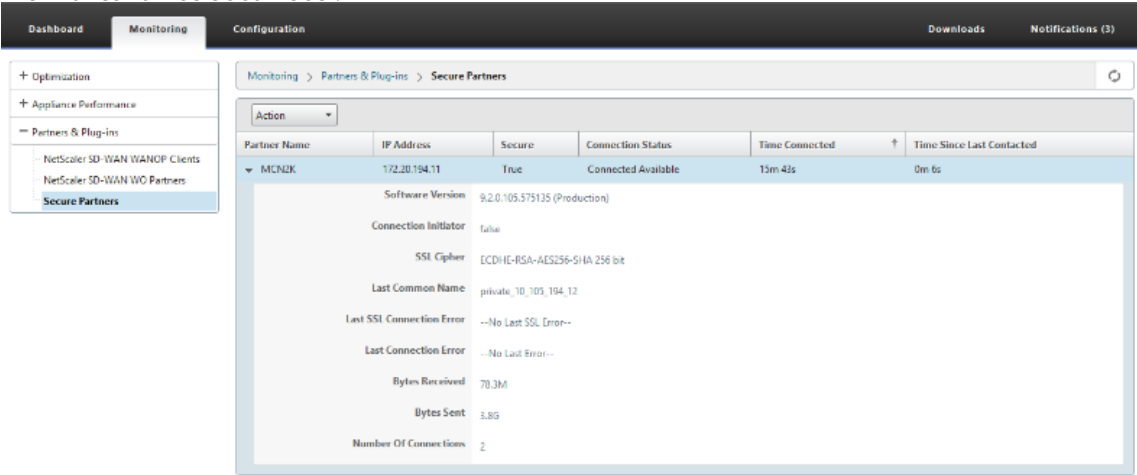 Dashboard Monitoring Configuration Downloads Notifications (3)
+ Optimization
+ Appliance Performance
− Partners & Plug-ins
NetScaler SD-WAN WANOP Clients
NetScaler SD-WAN WO Partners
Secure Partners
Monitoring > Partners & Plug-ins > Secure Partners
Action
Partner Name IP Address Secure Connection Status Time Connected ↑ Time Since Last Contacted
MCN2K 172.20.194.11 True Connected Available 15m 43s 0m 6s
Software Version 9.2.0.105.575135 (Production)
Connection Initiator false
SSL Cipher ECDHE-RSA-AES256-SHA 256 bit
Last Common Name private_10_105_194_12
Last SSL Connection Error --No Last SSL Error--
Last Connection Error --No Last Error--
Bytes Received 78.3M
Bytes Sent 3.8G
Number Of Connections 2